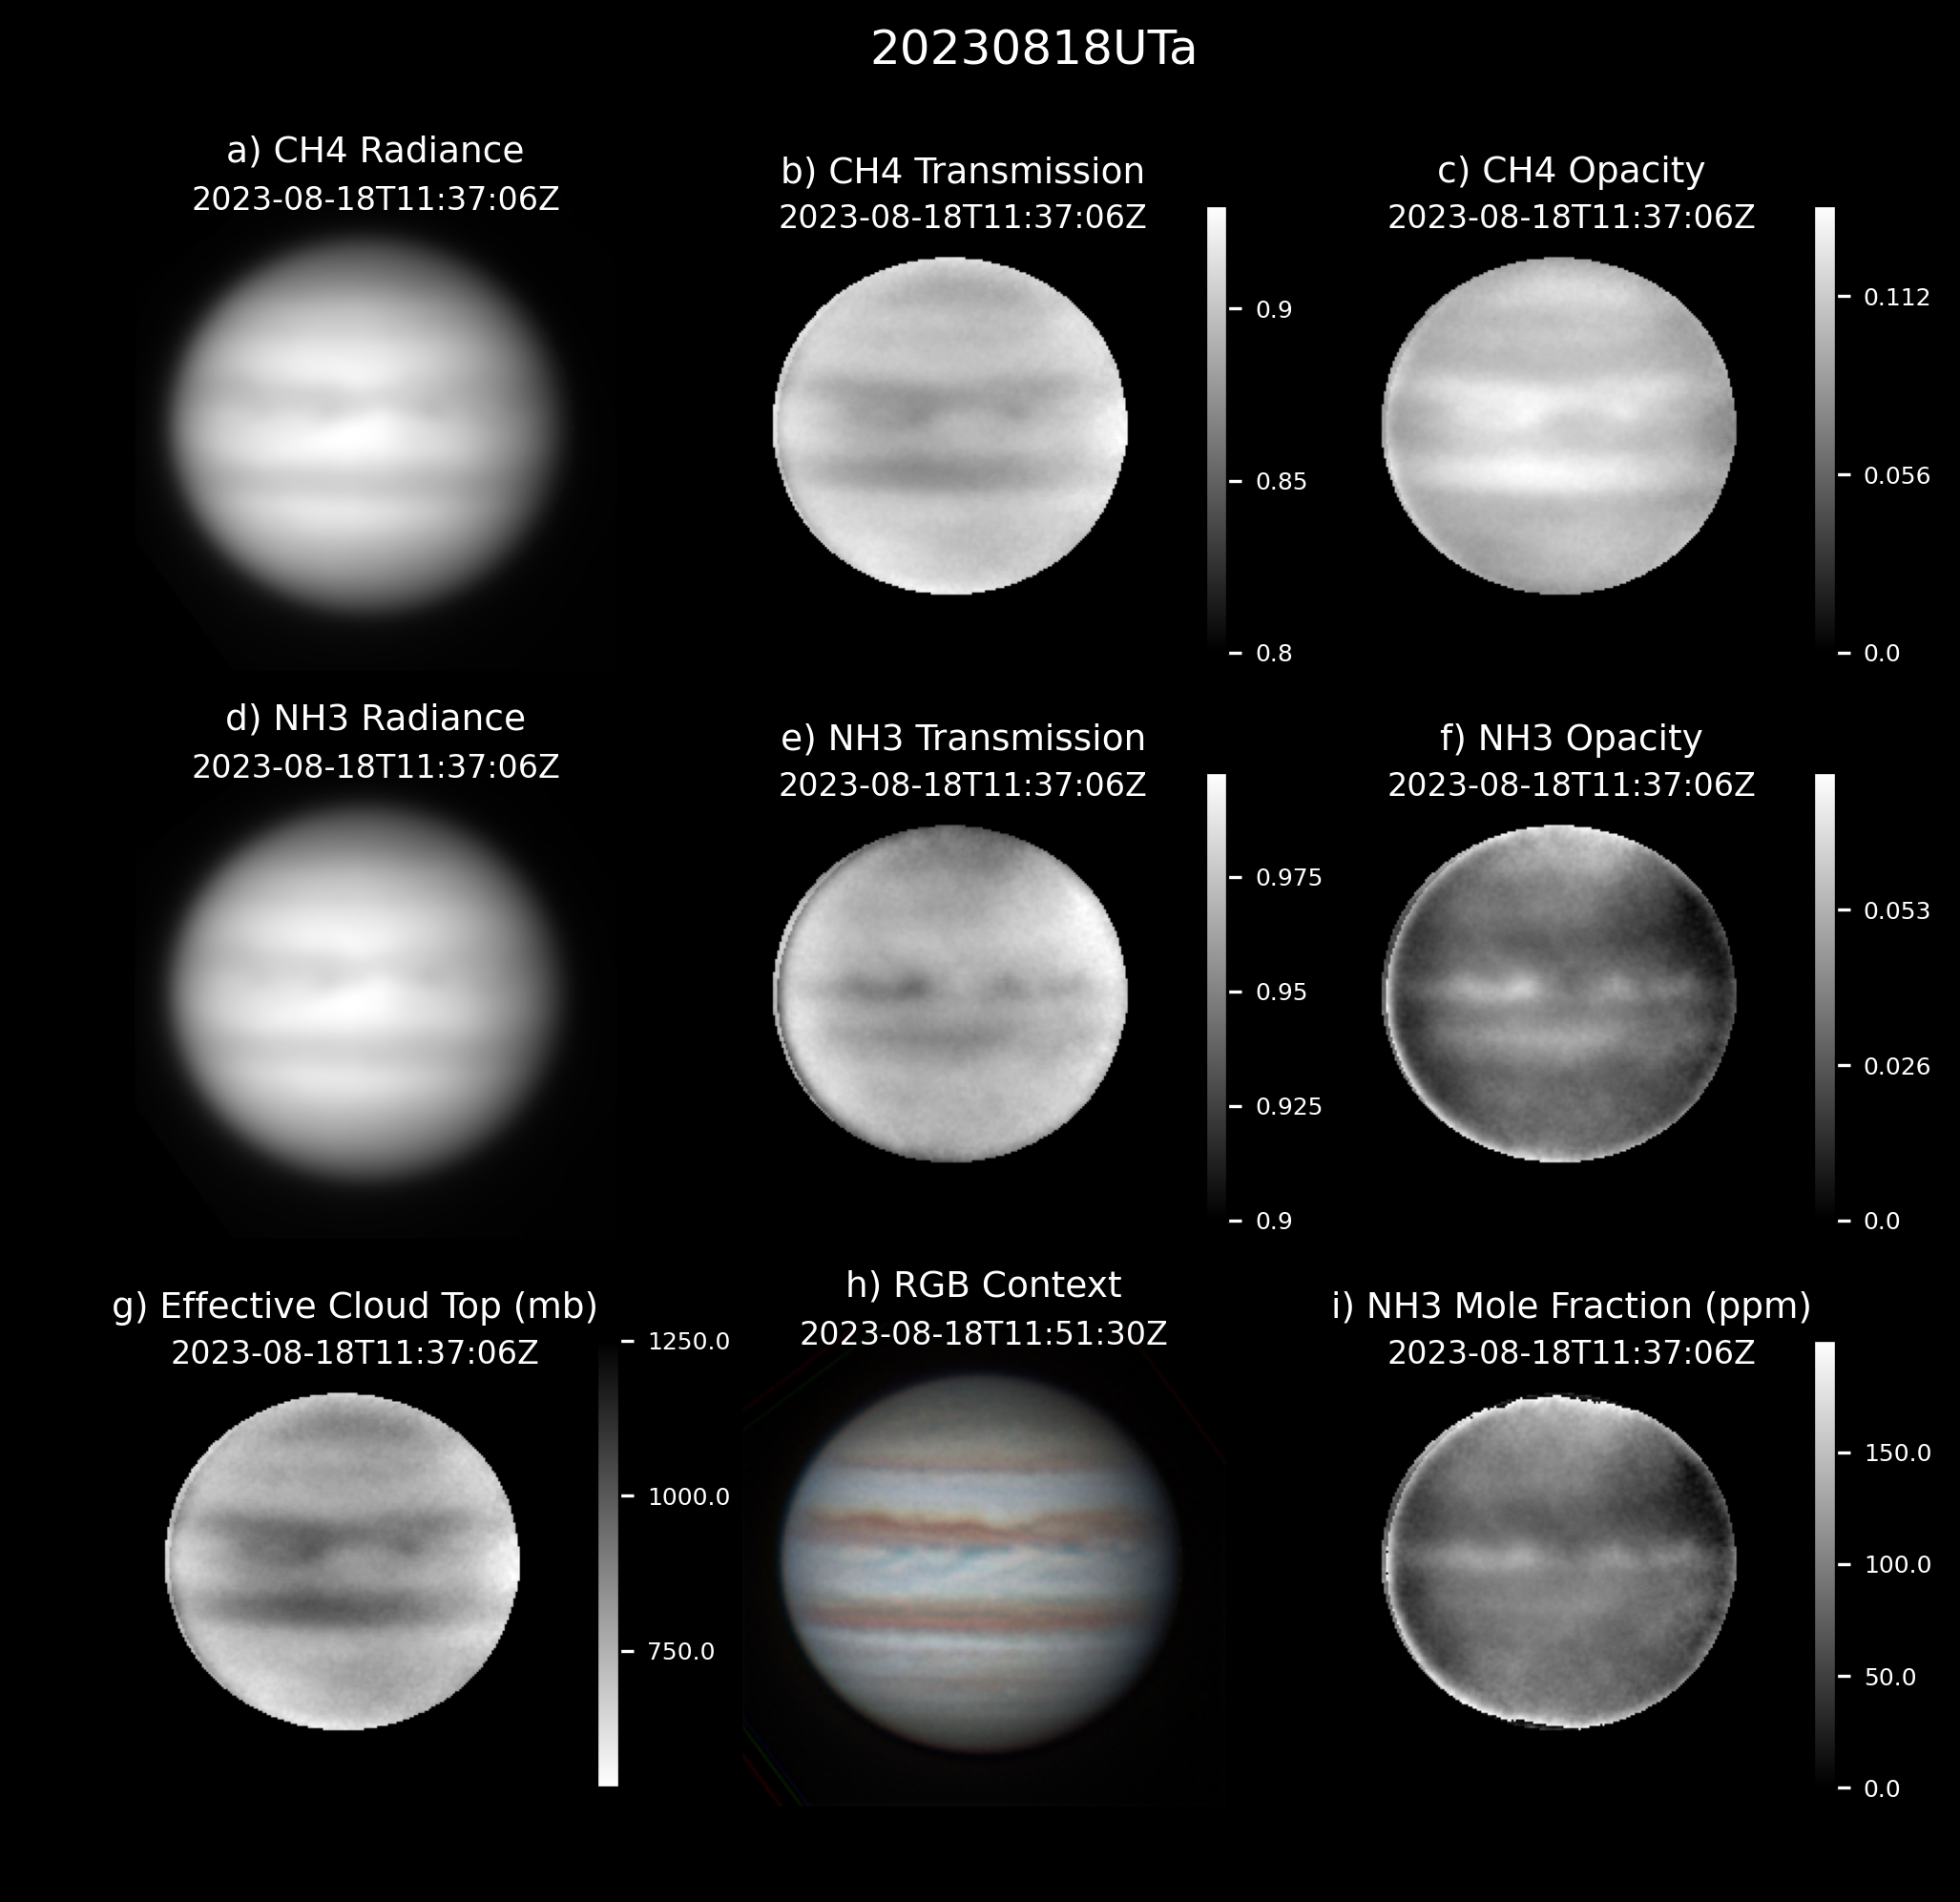 20230818UTa
a) CH4 Radiance
2023-08-18T11:37:06Z
b) CH4 Transmission
2023-08-18T11:37:06Z
0.9
0.85
0.8
c) CH4 Opacity
2023-08-18T11:37:06Z
0.112
0.056
0.0
d) NH3 Radiance
2023-08-18T11:37:06Z
e) NH3 Transmission
2023-08-18T11:37:06Z
0.975
0.95
0.925
0.9
f) NH3 Opacity
2023-08-18T11:37:06Z
0.053
0.026
0.0
g) Effective Cloud Top (mb)
2023-08-18T11:37:06Z
1250.0
1000.0
750.0
h) RGB Context
2023-08-18T11:51:30Z
i) NH3 Mole Fraction (ppm)
2023-08-18T11:37:06Z
150.0
100.0
50.0
0.0